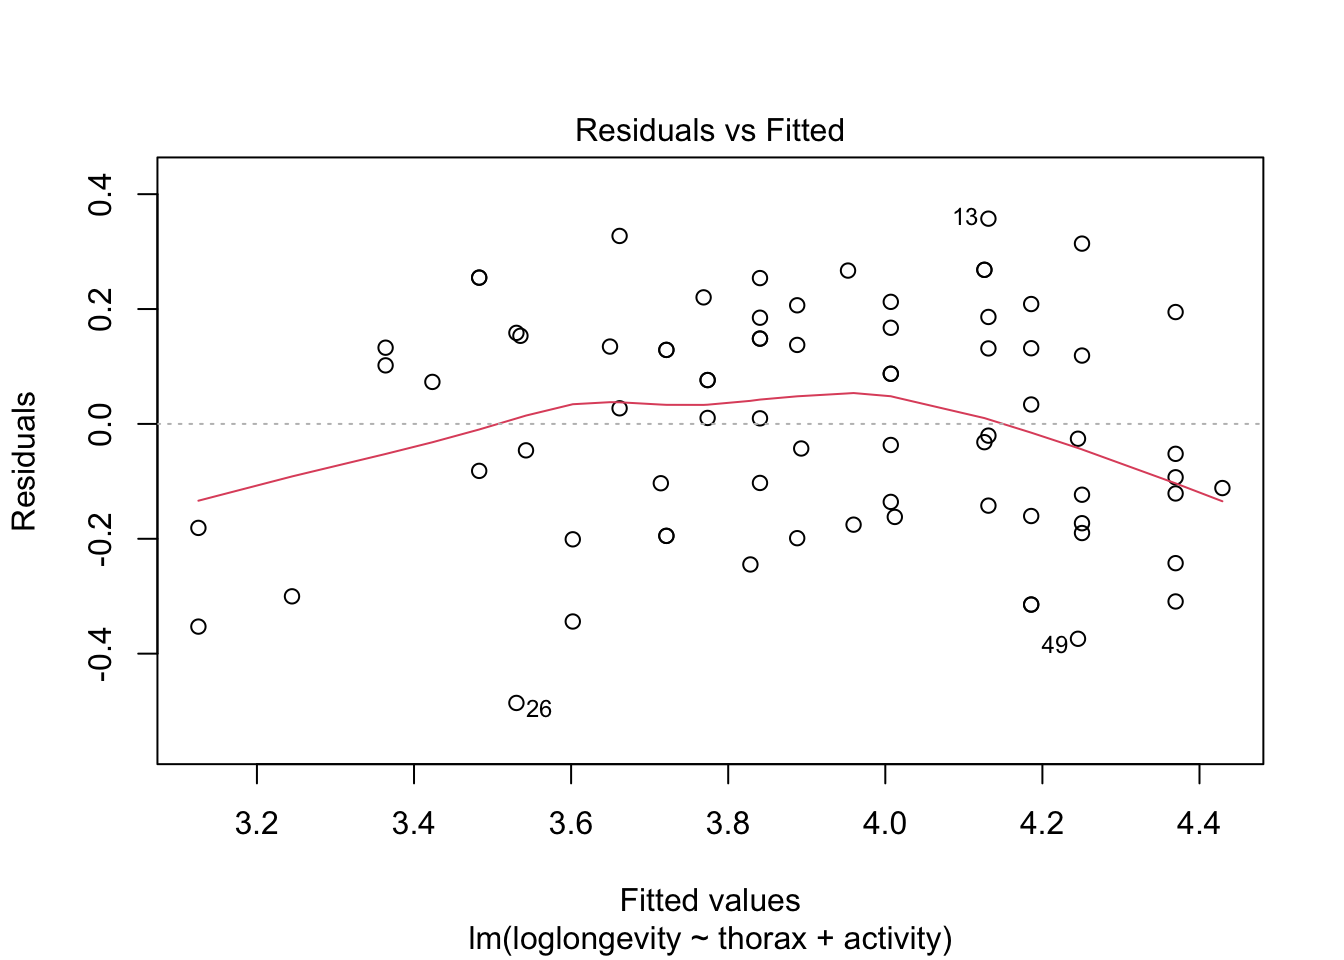 Residuals vs Fitted
Residuals
0.4
0.2
0.0
-0.2
-0.4
13
49
26
3.2 3.4 3.6 3.8 4.0 4.2 4.4
Fitted values
lm(loglongevity ~ thorax + activity)